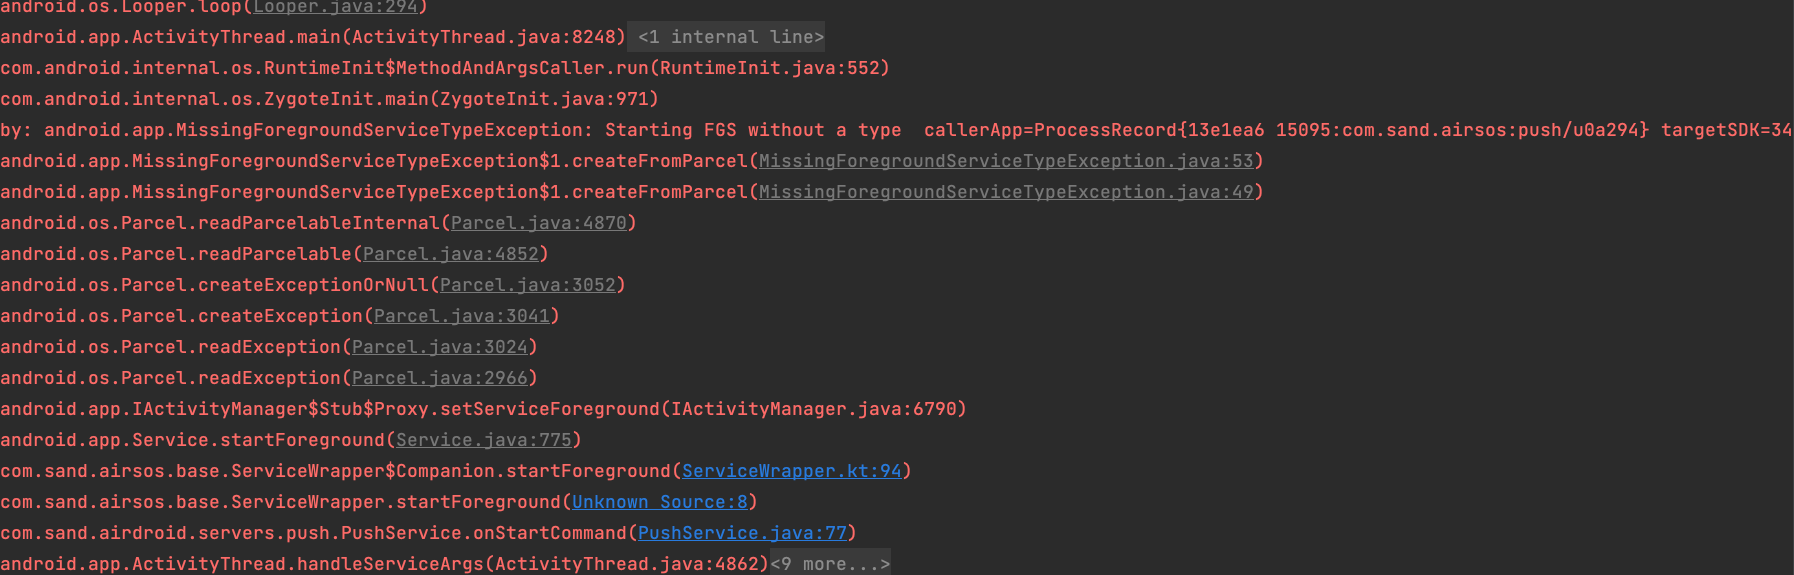 android.os.Looper.loop(Looper.java:294)
android.app.ActivityThread.main(ActivityThread.java:8248) <1 internal line>
com.android.internal.os.RuntimeInit$MethodAndArgsCaller.run(RuntimeInit.java:552)
com.android.internal.os.ZygoteInit.main(ZygoteInit.java:971)
by: android.app.MissingForegroundServiceTypeException: Starting FGS without a type  callerApp=ProcessRecord{13e1ea6 15095:com.sand.airsos:push/u0a294} targetSDK=34
android.app.MissingForegroundServiceTypeException$1.createFromParcel(MissingForegroundServiceTypeException.java:53)
android.app.MissingForegroundServiceTypeException$1.createFromParcel(MissingForegroundServiceTypeException.java:49)
android.os.Parcel.readParcelableInternal(Parcel.java:4870)
android.os.Parcel.readParcelable(Parcel.java:4852)
android.os.Parcel.createExceptionOrNull(Parcel.java:3052)
android.os.Parcel.createException(Parcel.java:3041)
android.os.Parcel.readException(Parcel.java:3024)
android.os.Parcel.readException(Parcel.java:2966)
android.app.IActivityManager$Stub$Proxy.setServiceForeground(IActivityManager.java:6790)
android.app.Service.startForeground(Service.java:775)
com.sand.airsos.base.ServiceWrapper$Companion.startForeground(ServiceWrapper.kt:94)
com.sand.airsos.base.ServiceWrapper.startForeground(Unknown Source:8)
com.sand.airdroid.servers.push.PushService.onStartCommand(PushService.java:77)
android.app.ActivityThread.handleServiceArgs(ActivityThread.java:4862)<9 more...>